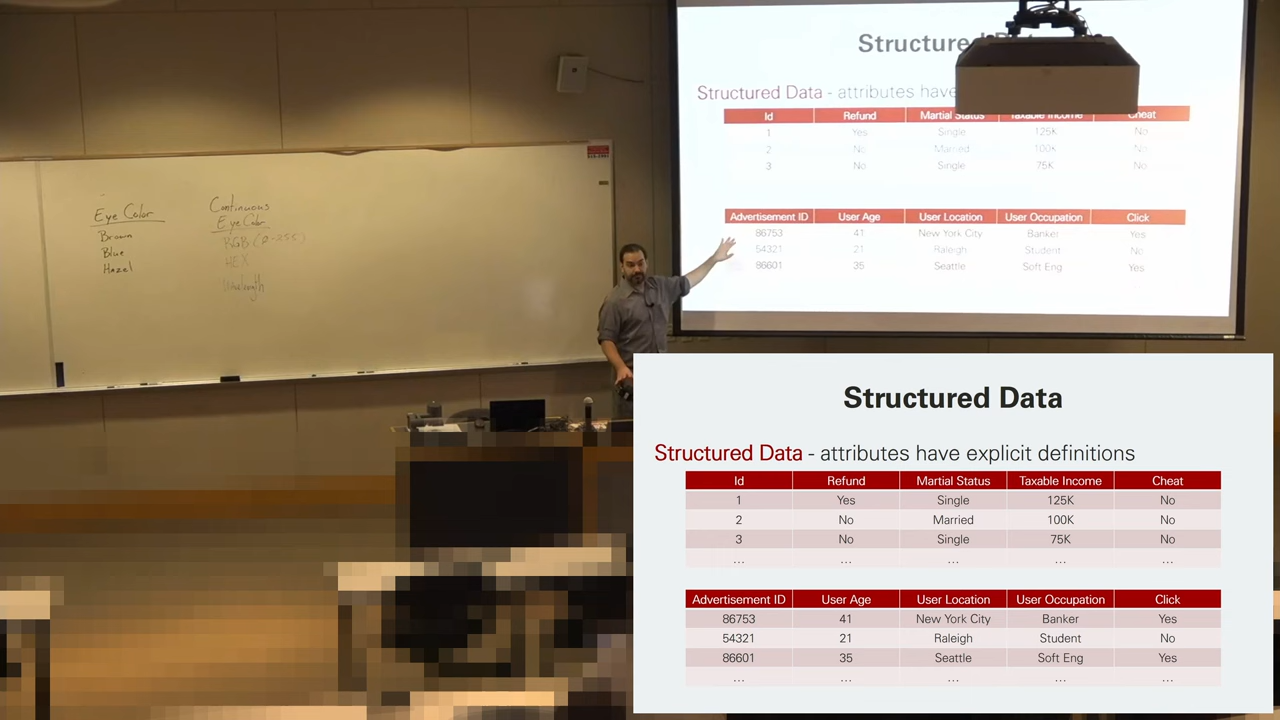 Eye Color
Brown
Blue
Hazel
Continuous
Eye Color
RGB (0-255)
HEX
Wavelength
Structured
Structured Data - attributes have
Id Refund Martial Status Taxable Income Cheat
1 Yes Single 125K No
2 No Married 100K No
3 No Single 75K No
Advertisement ID User Age User Location User Occupation Click
86753 41 New York City Banker Yes
54321 21 Raleigh Student No
86601 35 Seattle Soft Eng Yes
Structured Data
Structured Data - attributes have explicit definitions
Id Refund Martial Status Taxable Income Cheat
1 Yes Single 125K No
2 No Married 100K No
3 No Single 75K No
... ... ... ... ...
Advertisement ID User Age User Location User Occupation Click
86753 41 New York City Banker Yes
54321 21 Raleigh Student No
86601 35 Seattle Soft Eng Yes
... ... ... ... ...